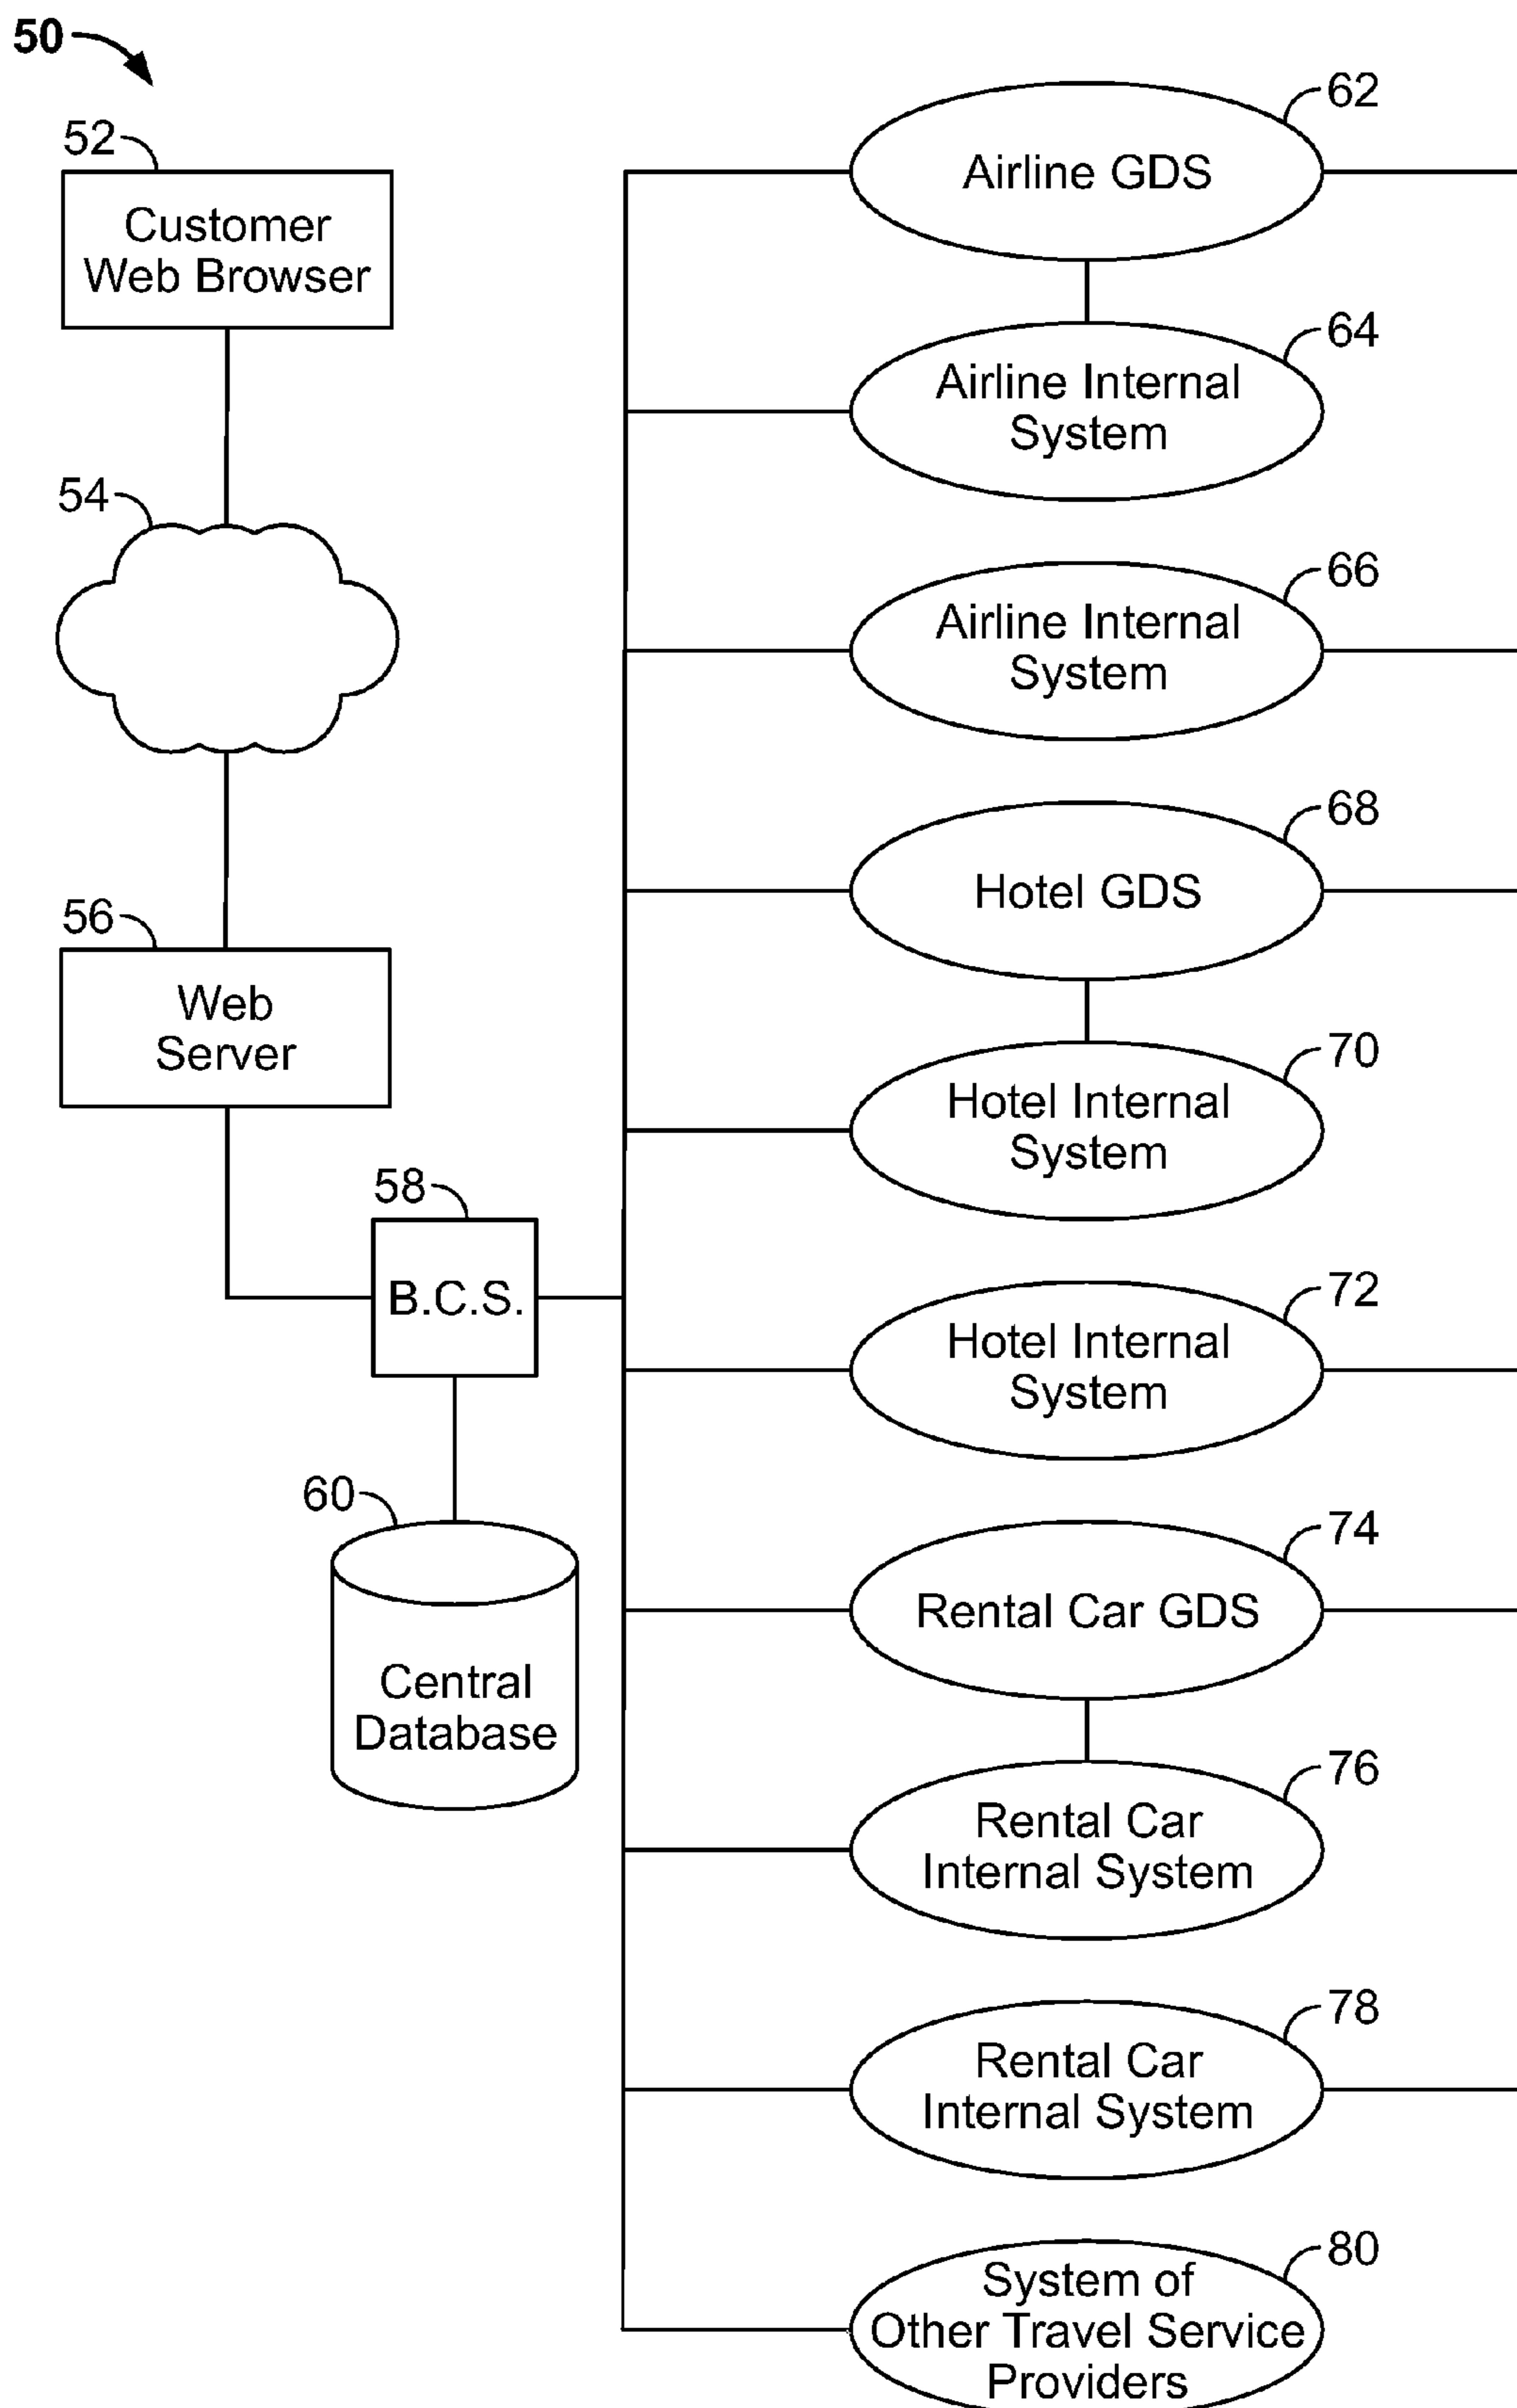 50
52
Customer
Web Browser
54
56
Web
Server
58
B.C.S.
60
Central
Database
62
Airline GDS
64
Airline Internal
System
66
Airline Internal
System
68
Hotel GDS
70
Hotel Internal
System
72
Hotel Internal
System
74
Rental Car GDS
76
Rental Car
Internal System
78
Rental Car
Internal System
80
System of
Other Travel Service
Providers